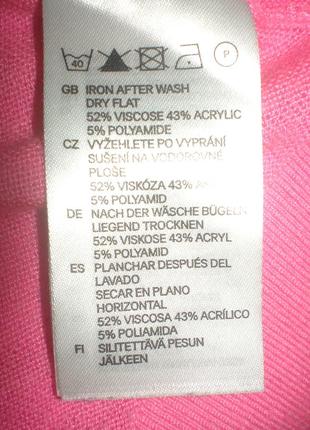 40 P
GB IRON AFTER WASH
DRY FLAT
52% VISCOSE 43% ACRYLIC
5% POLYAMIDE
CZ VYŽEHLETE PO VYPRÁNÍ
SUŠENÍ NA VODOROVNÉ
PLOŠE
52% VISKÓZA 43%
5% POLYAMID
DE NACH DER WÄSCHE BÜGELN
LIEGEND TROCKNEN
52% VISKOSE 43% ACRYL
5% POLYAMID
ES PLANCHAR DESPUÉS DEL
LAVADO
SECAR EN PLANO
HORIZONTAL
52% VISCOSA 43% ACRÍLICO
5% POLIAMIDA
FI SILITETTÄVÄ PESUN
JÄLKEEN